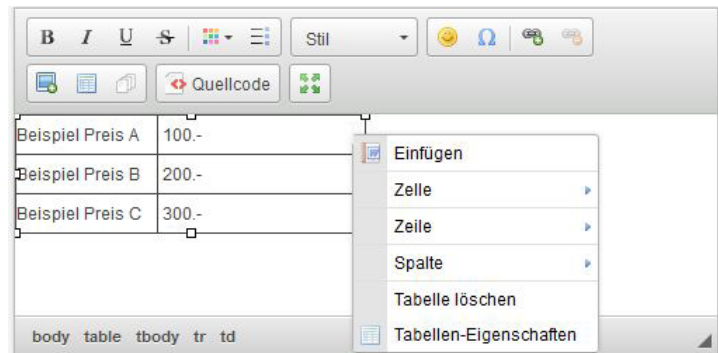 B I U S Stil Ω
Quellcode
Beispiel Preis A 100.-
Beispiel Preis B 200.-
Beispiel Preis C 300.-
Einfügen
Zelle
Zeile
Spalte
Tabelle löschen
Tabellen-Eigenschaften
body table tbody tr td